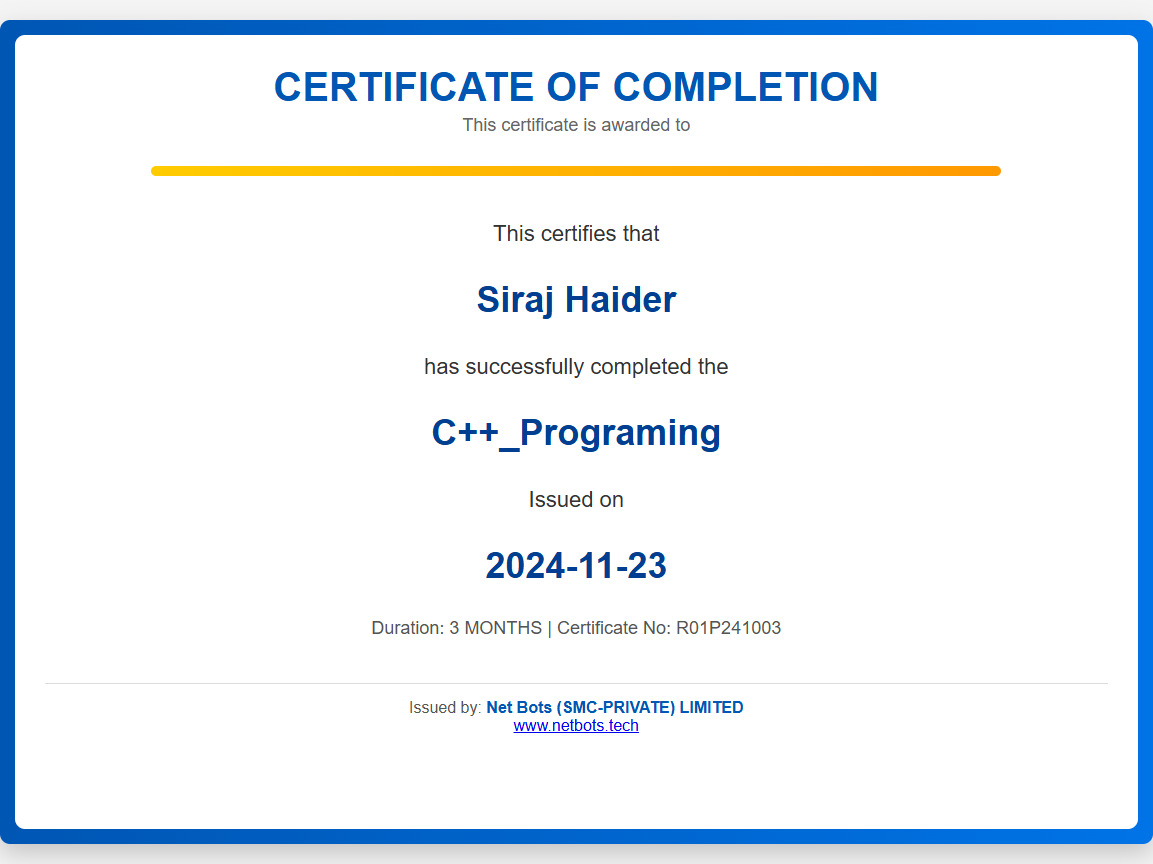 CERTIFICATE OF COMPLETION
This certificate is awarded to
This certifies that
Siraj Haider
has successfully completed the
C++_Programing
Issued on
2024-11-23
Duration: 3 MONTHS | Certificate No: R01P241003
Issued by: Net Bots (SMC-PRIVATE) LIMITED
www.netbots.tech